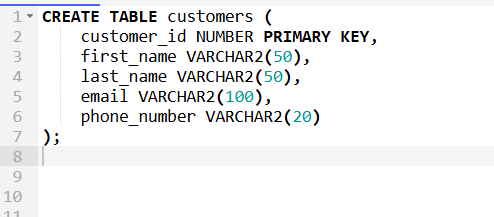 1 CREATE TABLE customers (
2 customer_id NUMBER PRIMARY KEY,
3 first_name VARCHAR2(50),
4 last_name VARCHAR2(50),
5 email VARCHAR2(100),
6 phone_number VARCHAR2(20)
7 );
8
9
10
11